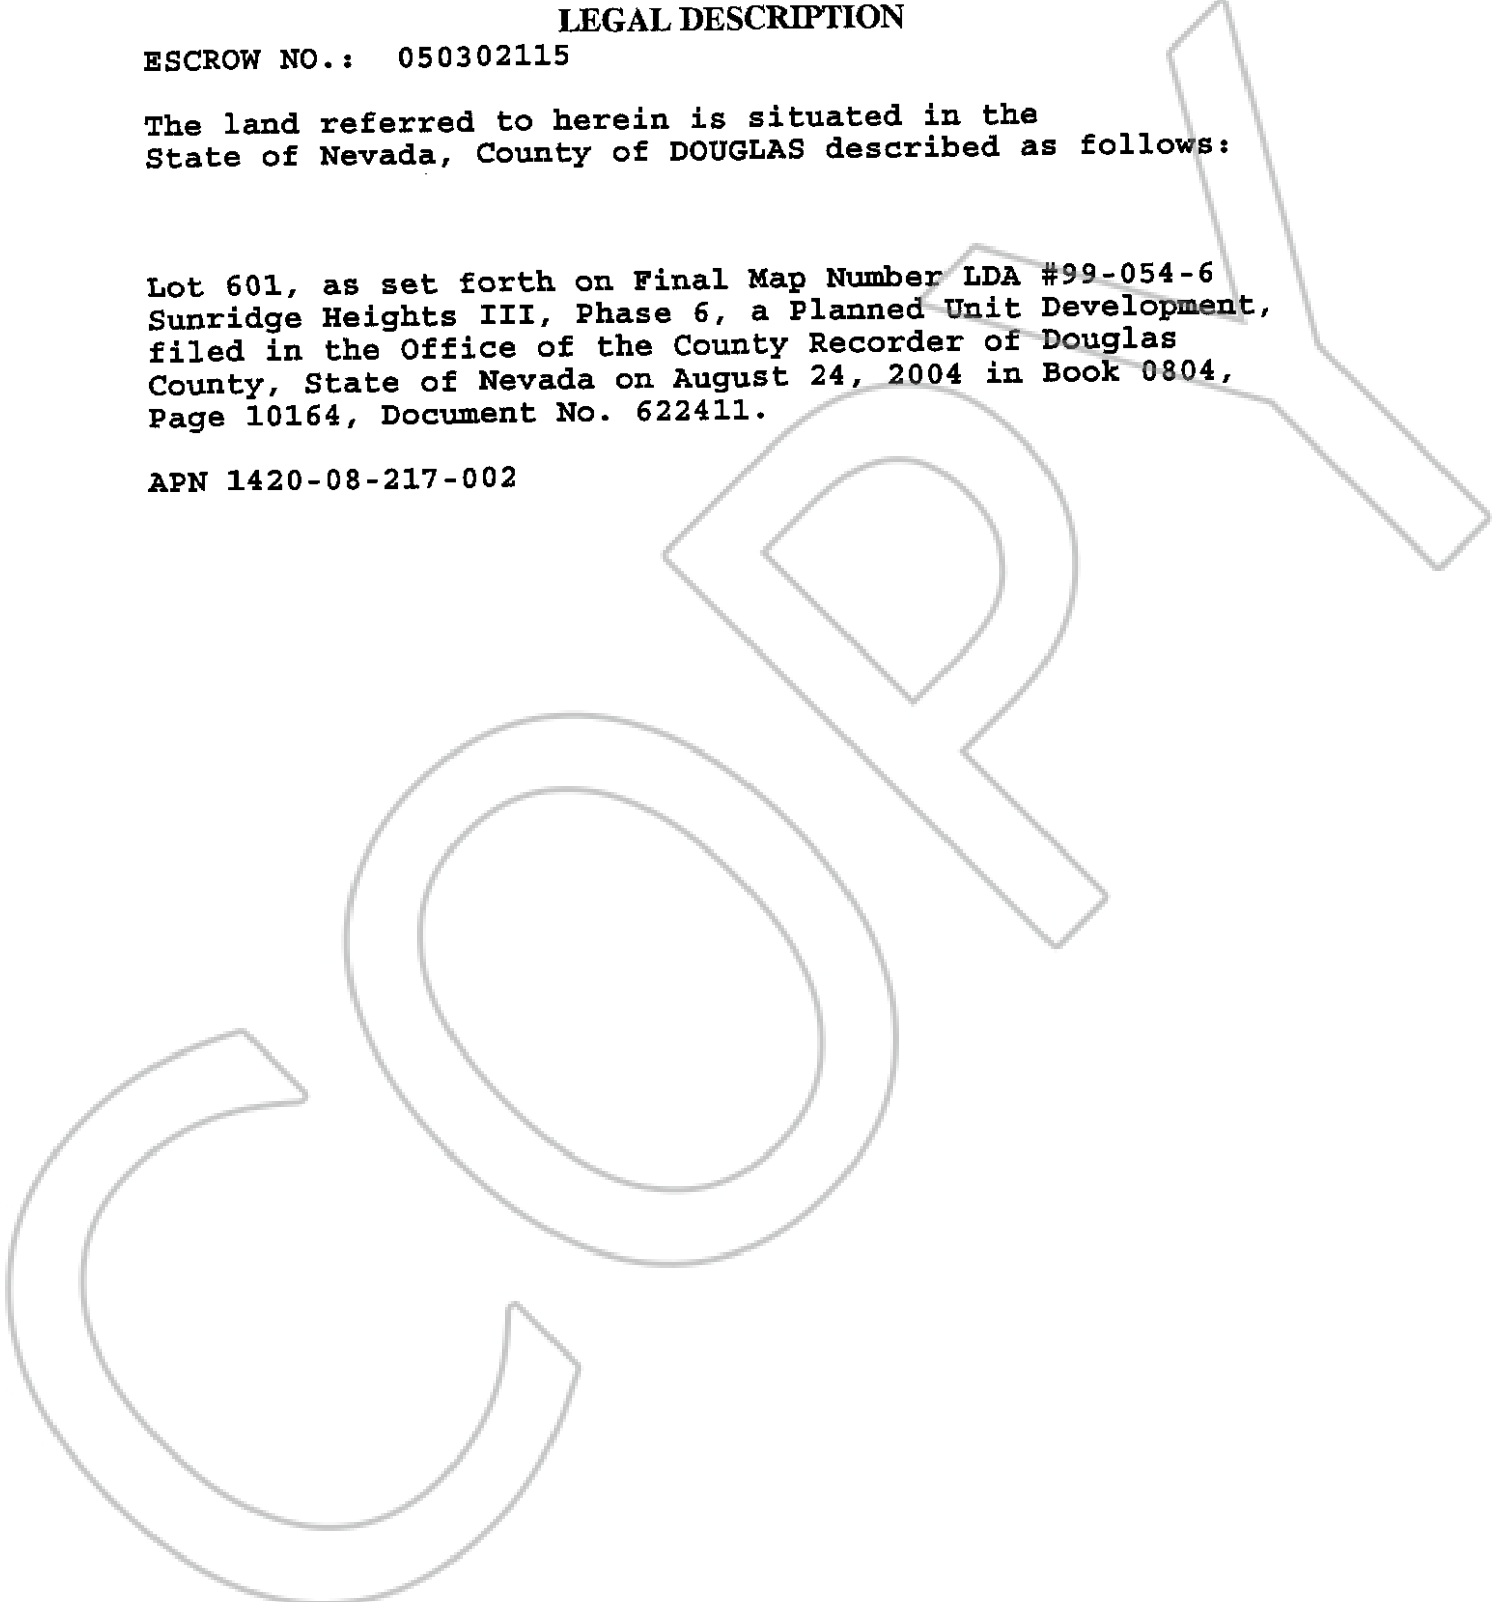 LEGAL DESCRIPTION
ESCROW NO.: 050302115
The land referred to herein is situated in the
State of Nevada, County of DOUGLAS described as follows:
Lot 601, as set forth on Final Map Number LDA #99-054-6
Sunridge Heights III, Phase 6, a Planned Unit Development,
filed in the Office of the County Recorder of Douglas
County, State of Nevada on August 24, 2004 in Book 0804,
Page 10164, Document No. 622411.
APN 1420-08-217-002
COPY